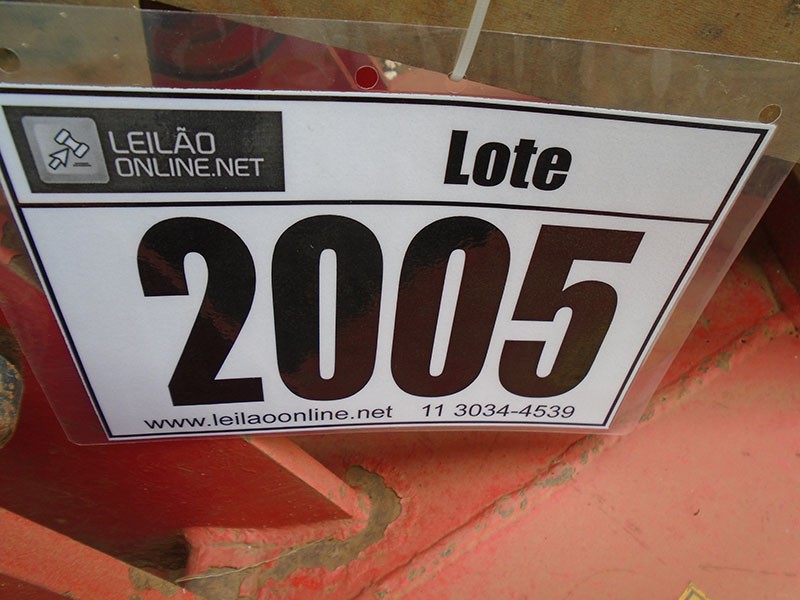 LEILÃO
ONLINE.NET
Lote
2005
www.leilaoonline.net 11 3034-4539